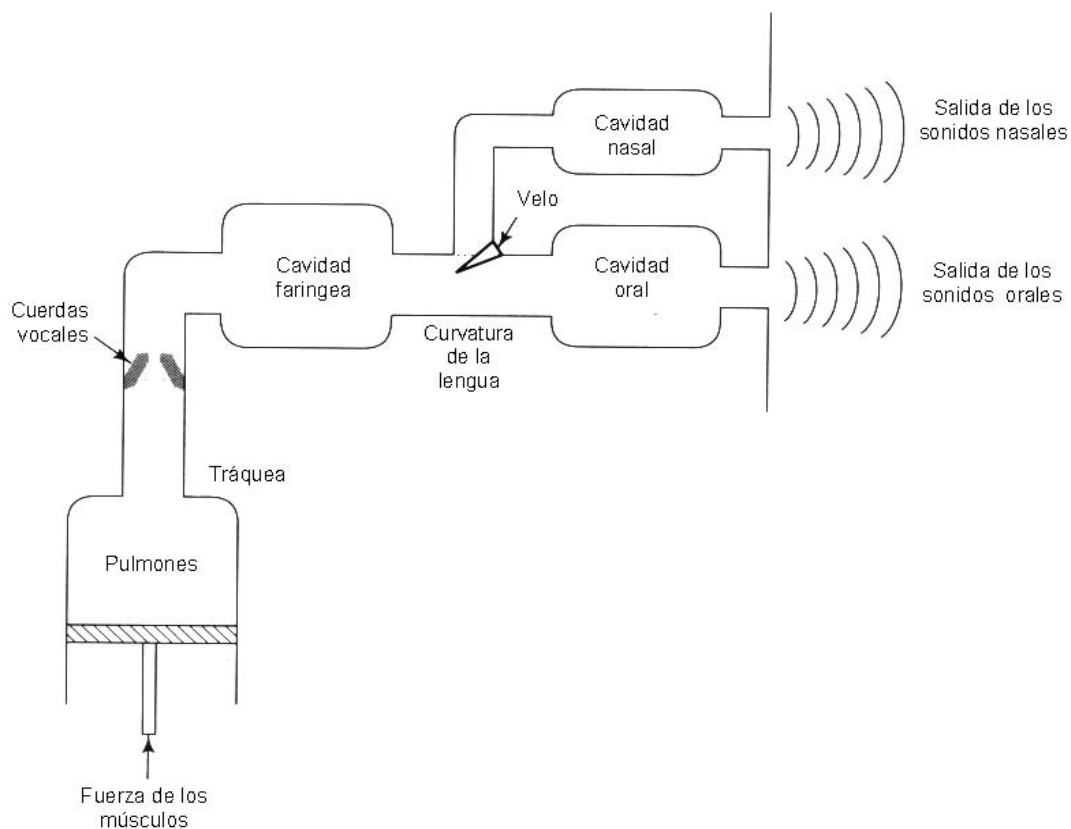 Cavidad
nasal
Salida de los
sonidos nasales
Velo
Cavidad
faringea
Cavidad
oral
Salida de los
sonidos orales
Cuerdas
vocales
Curvatura
de la
lengua
Tráquea
Pulmones
Fuerza de los
músculos